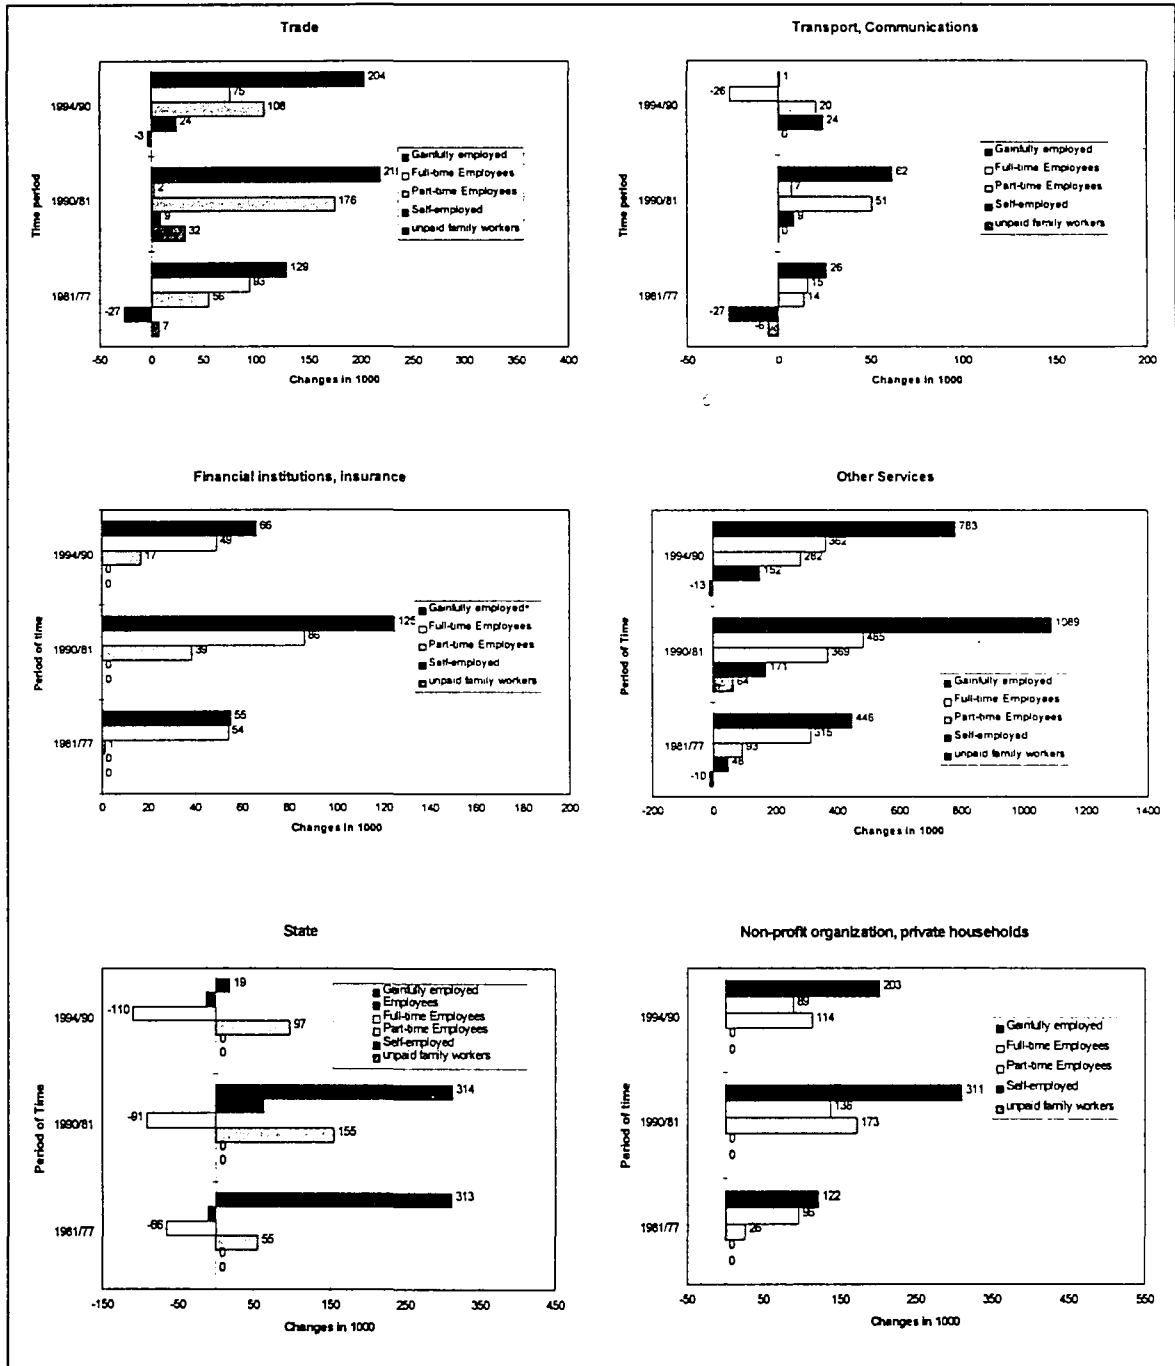 Trade
-50 0 50 100 150 200 250 300 350 400
Changes in 1000
Time period
1994/90
204
75
108
24
-3
1990/81
2
176
9
32
1981/77
129
93
56
-27
7
Gainfully employed
Full-time Employees
Part-time Employees
Self-employed
unpaid family workers
Transport, Communications
-50 0 50 100 150 200
Changes in 1000
Time period
1994/90
1
-26
20
24
0
1990/81
62
7
51
9
0
1981/77
26
15
14
-27
-6
Gainfully employed
Full-time Employees
Part-time Employees
Self-employed
unpaid family workers
Financial institutions, insurance
0 20 40 60 80 100 120 140 160 180 200
Changes in 1000
Period of time
1994/90
66
49
17
0
0
1990/81
125
86
39
0
0
1981/77
55
54
1
0
0
Gainfully employed*
Full-time Employees
Part-time Employees
Self-employed
unpaid family workers
Other Services
-200 0 200 400 600 800 1000 1200 1400
Changes in 1000
Period of Time
1994/90
783
362
282
152
-13
1990/81
1089
485
369
171
64
1981/77
446
315
93
48
-10
Gainfully employed
Full-time Employees
Part-time Employees
Self-employed
unpaid family workers
State
-150 -50 50 150 250 350 450
Changes in 1000
Period of Time
1994/90
19
-110
97
0
0
1990/81
314
-91
155
0
0
1981/77
313
-66
55
0
0
Gainfully employed
Employees
Full-time Employees
Part-time Employees
Self-employed
unpaid family workers
Non-profit organization, private households
-50 50 150 250 350 450 550
Changes in 1000
Period of time
1994/90
203
89
114
0
0
1990/81
311
138
173
0
0
1981/77
122
96
26
0
0
Gainfully employed
Full-time Employees
Part-time Employees
Self-employed
unpaid family workers